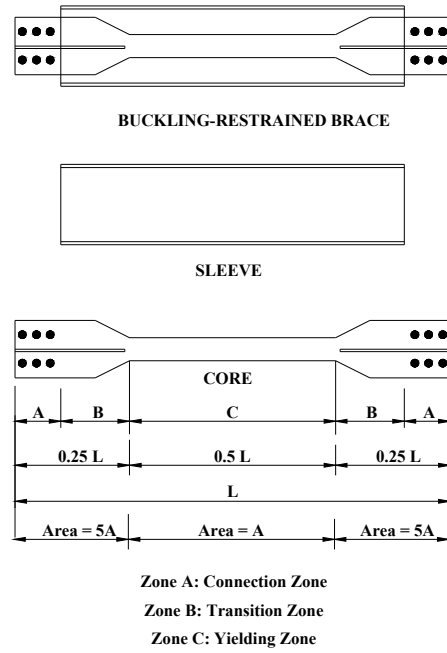 BUCKLING-RESTRAINED BRACE
SLEEVE
CORE
A B C B A
0.25 L 0.5 L 0.25 L
L
Area = 5A Area = A Area = 5A
Zone A: Connection Zone
Zone B: Transition Zone
Zone C: Yielding Zone